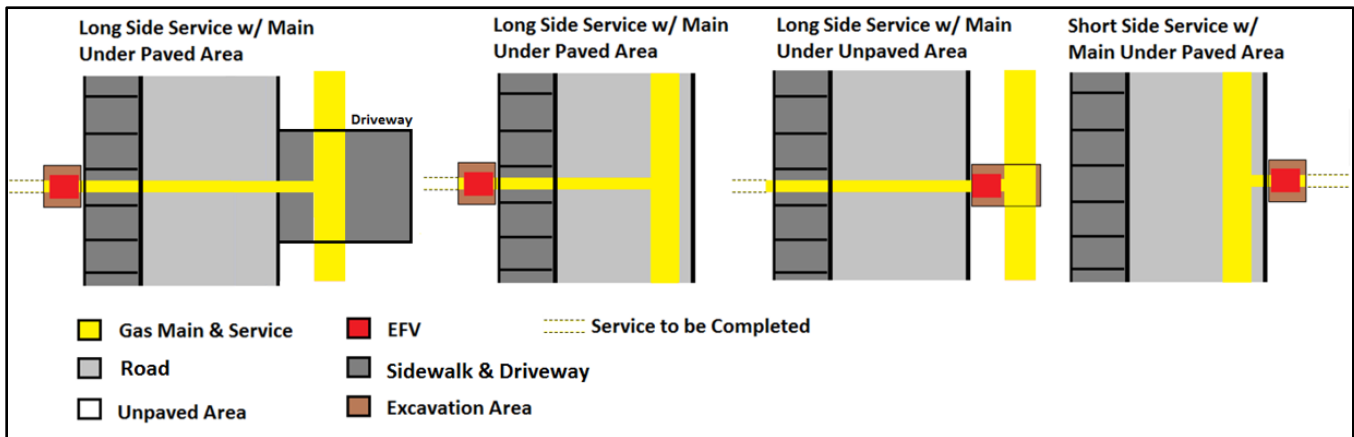 Long Side Service w/ Main
Under Paved Area
Long Side Service w/ Main
Under Paved Area
Long Side Service w/ Main
Under Unpaved Area
Short Side Service w/
Main Under Paved Area
Driveway
Gas Main & Service
EFV
Service to be Completed
Road
Sidewalk & Driveway
Unpaved Area
Excavation Area